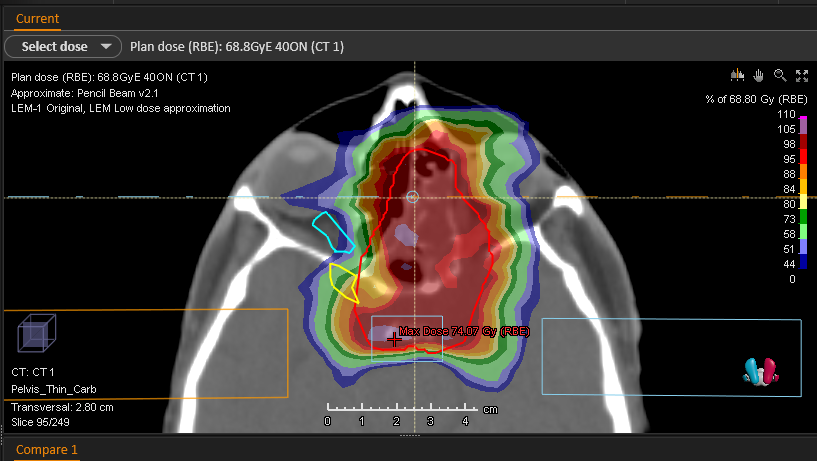 Current
Select dose
Plan dose (RBE): 68.8GyE 40ON (CT 1)
Plan dose (RBE): 68.8GyE 40ON (CT 1)
Approximate: Pencil Beam v2.1
LEM-1 Original, LEM Low dose approximation
% of 68.80 Gy (RBE)
110
105
98
95
88
84
80
73
58
51
44
0
Max Dose 74.07 Gy (RBE)
CT: CT 1
Pelvis_Thin_Carb
Transversal: 2.80 cm
Slice 95/249
0 1 2 3 4 cm
Compare 1